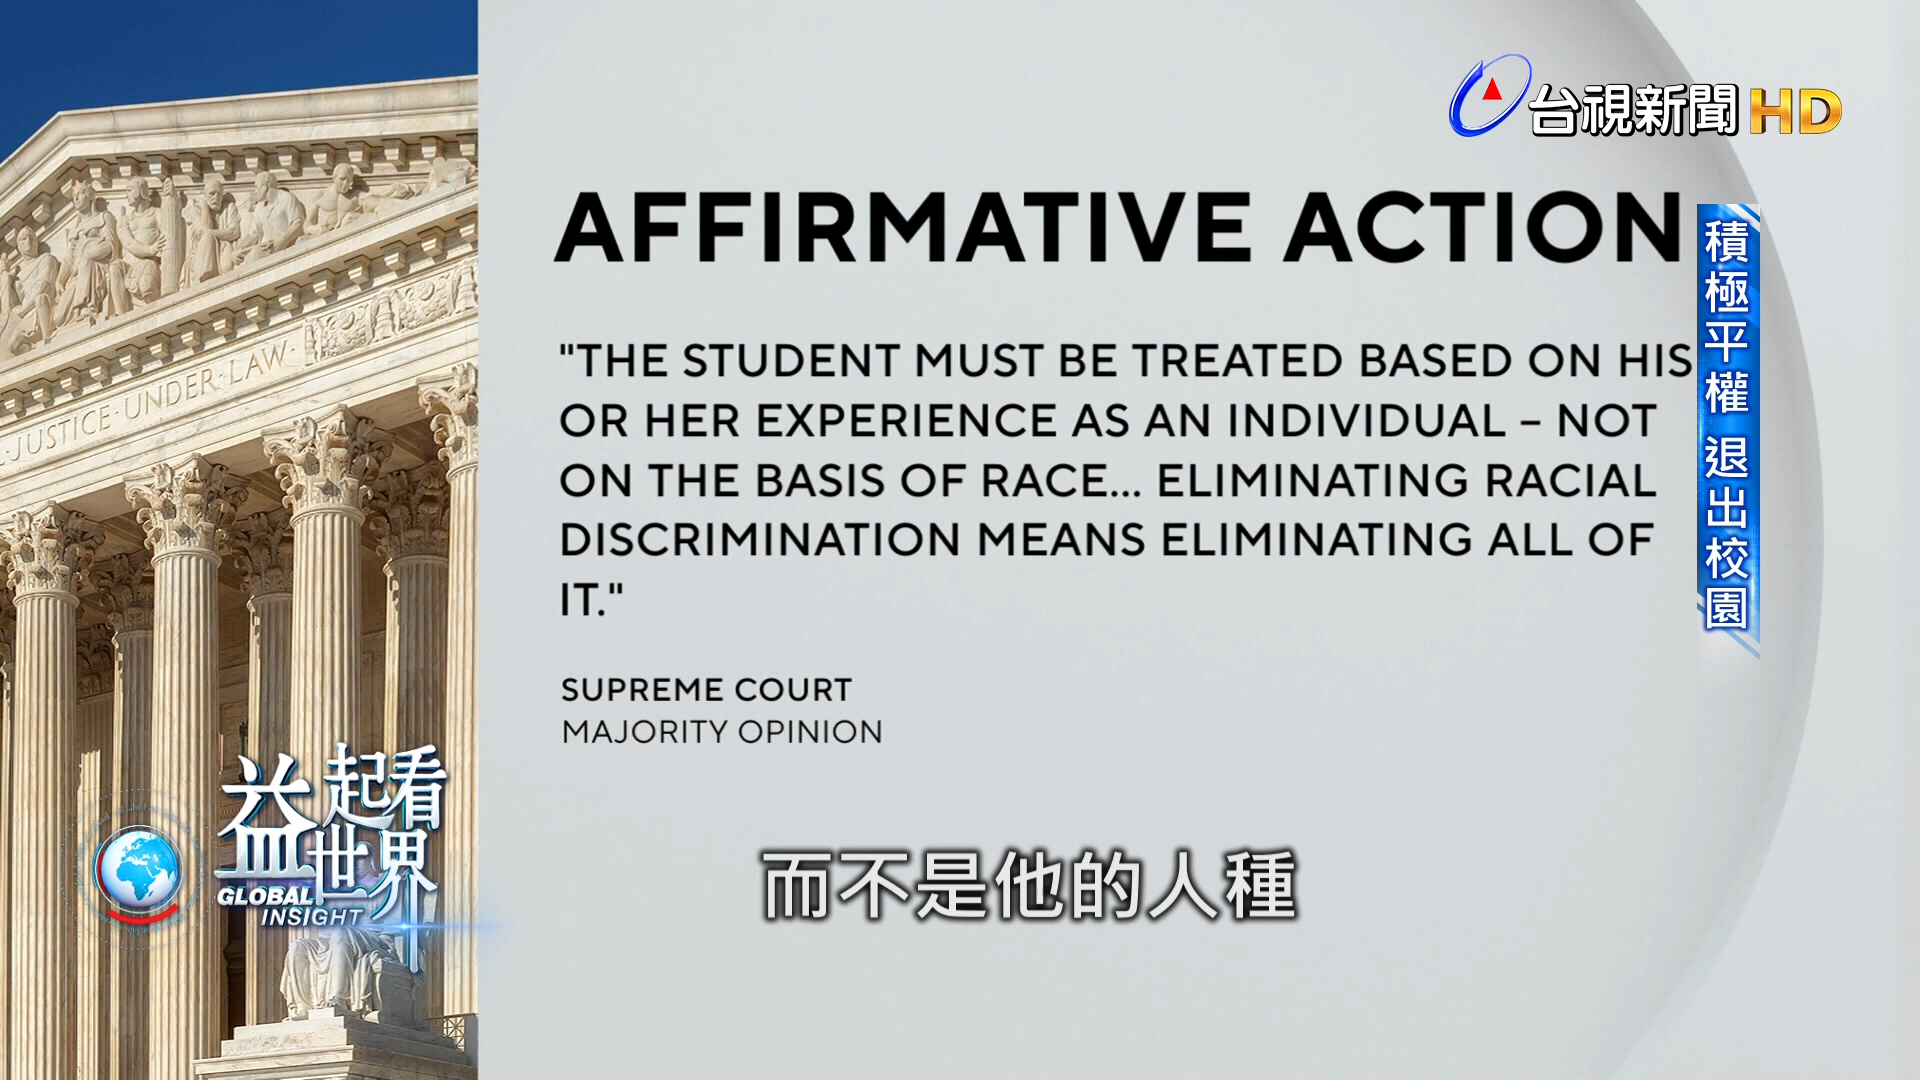 台視新聞HD
AFFIRMATIVE ACTION
"THE STUDENT MUST BE TREATED BASED ON HIS
OR HER EXPERIENCE AS AN INDIVIDUAL – NOT
ON THE BASIS OF RACE... ELIMINATING RACIAL
DISCRIMINATION MEANS ELIMINATING ALL OF
IT."
SUPREME COURT
MAJORITY OPINION
積極平權 退出校園
·JUSTICE·UNDER·LAW·
益起看世界
GLOBAL
INSIGHT
而不是他的人種